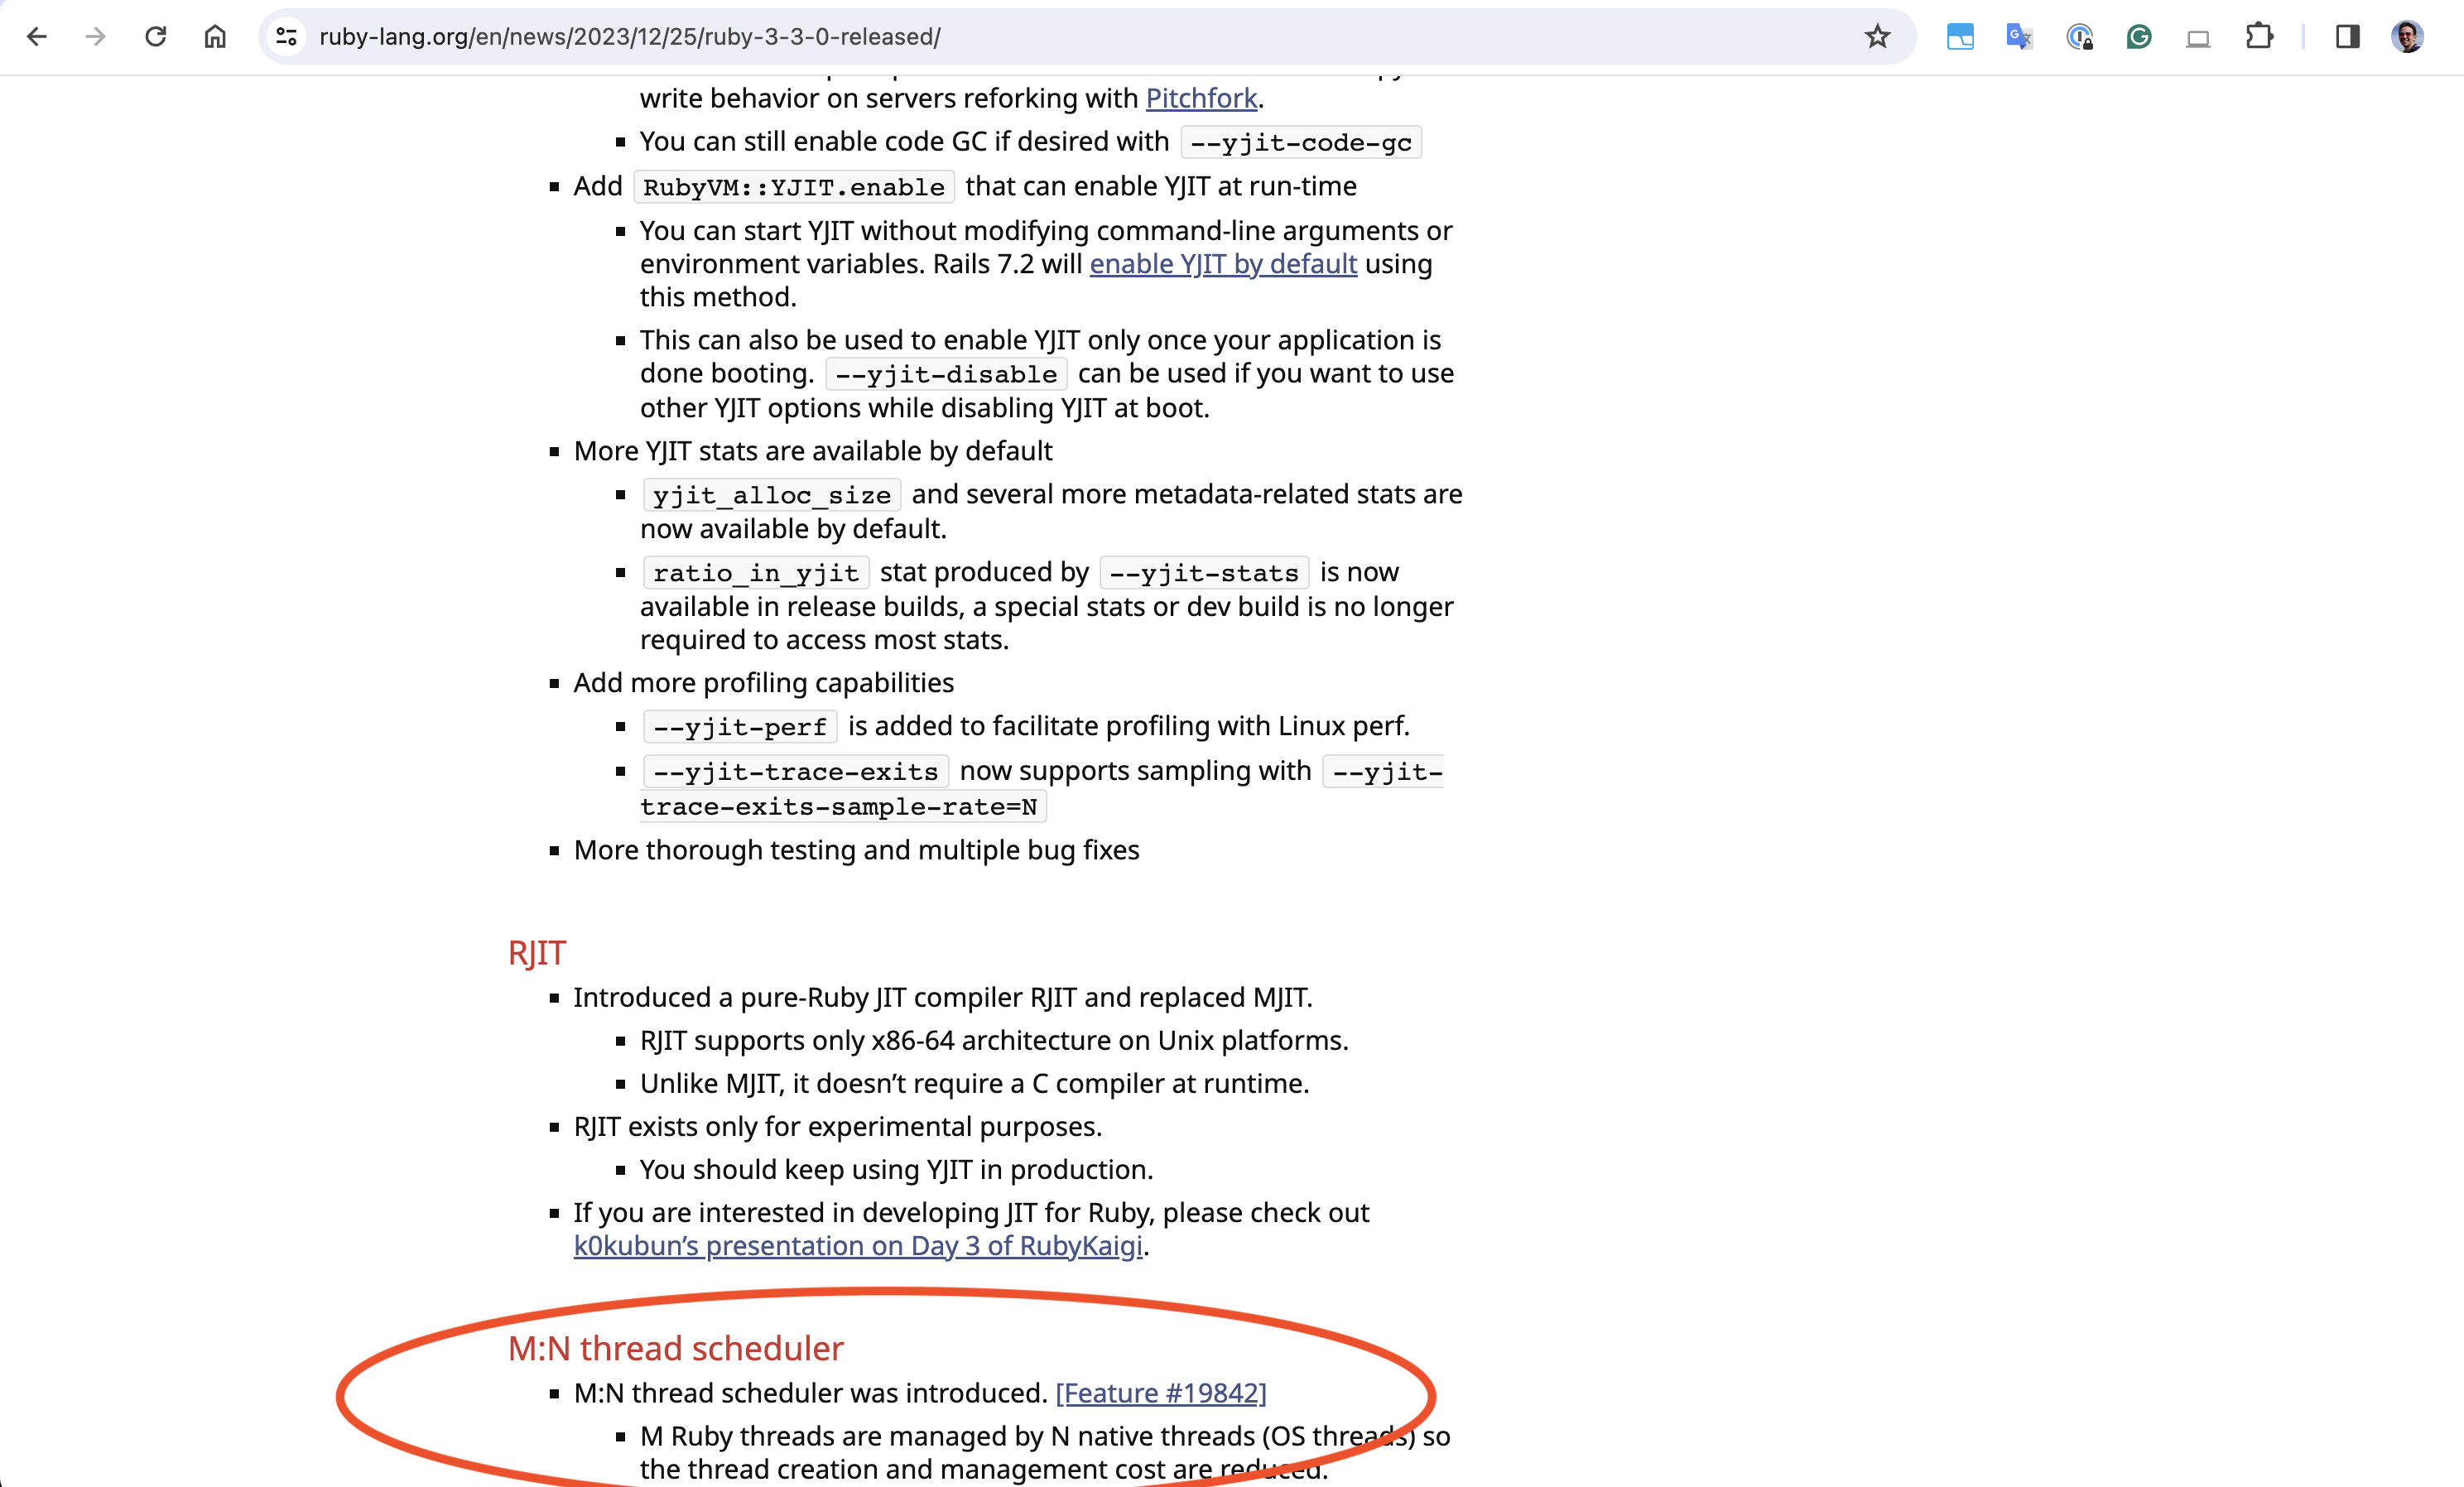 ruby-lang.org/en/news/2023/12/25/ruby-3-3-0-released/
write behavior on servers reforking with Pitchfork.
You can still enable code GC if desired with --yjit-code-gc
Add RubyVM::YJIT.enable that can enable YJIT at run-time
You can start YJIT without modifying command-line arguments or
environment variables. Rails 7.2 will enable YJIT by default using
this method.
This can also be used to enable YJIT only once your application is
done booting. --yjit-disable can be used if you want to use
other YJIT options while disabling YJIT at boot.
More YJIT stats are available by default
yjit_alloc_size and several more metadata-related stats are
now available by default.
ratio_in_yjit stat produced by --yjit-stats is now
available in release builds, a special stats or dev build is no longer
required to access most stats.
Add more profiling capabilities
--yjit-perf is added to facilitate profiling with Linux perf.
--yjit-trace-exits now supports sampling with --yjit-
trace-exits-sample-rate=N
More thorough testing and multiple bug fixes
RJIT
Introduced a pure-Ruby JIT compiler RJIT and replaced MJIT.
RJIT supports only x86-64 architecture on Unix platforms.
Unlike MJIT, it doesn’t require a C compiler at runtime.
RJIT exists only for experimental purposes.
You should keep using YJIT in production.
If you are interested in developing JIT for Ruby, please check out
k0kubun’s presentation on Day 3 of RubyKaigi.
M:N thread scheduler
M:N thread scheduler was introduced. [Feature #19842]
M Ruby threads are managed by N native threads (OS threads) so
the thread creation and management cost are reduced.